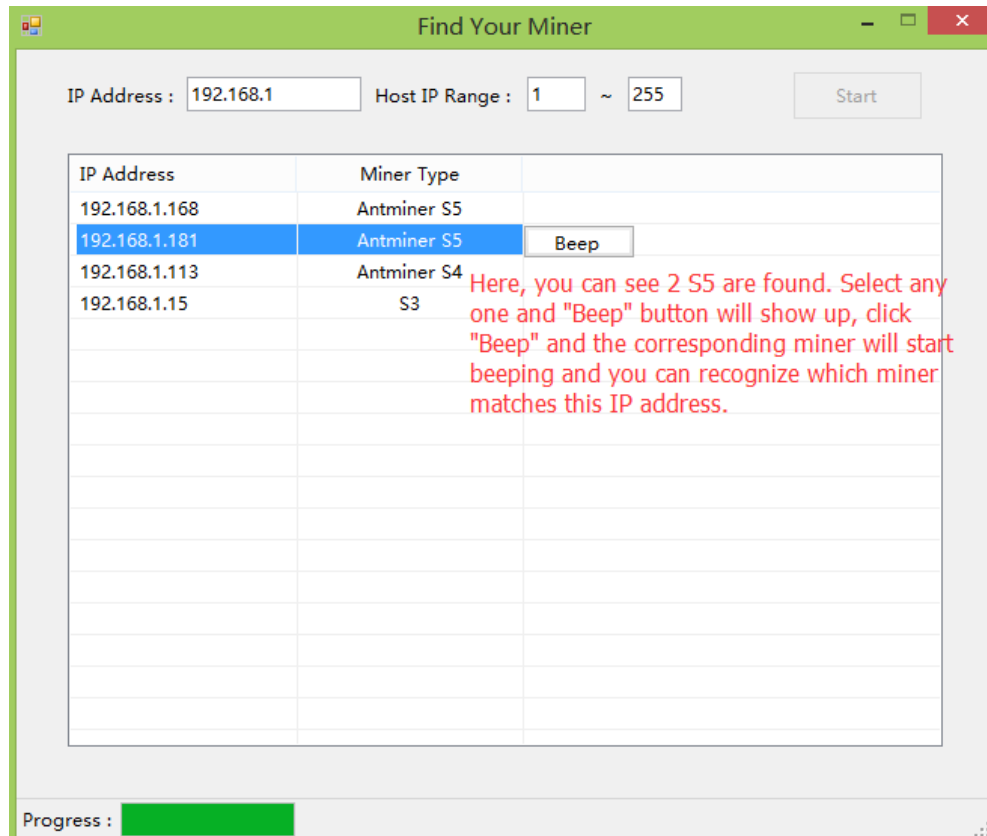 Find Your Miner
IP Address : 192.168.1 Host IP Range : 1 ~ 255 Start
IP Address Miner Type
192.168.1.168 Antminer S5
192.168.1.181 Antminer S5 Beep
192.168.1.113 Antminer S4
192.168.1.15 S3
Here, you can see 2 S5 are found. Select any
one and "Beep" button will show up, click
"Beep" and the corresponding miner will start
beeping and you can recognize which miner
matches this IP address.
Progress :